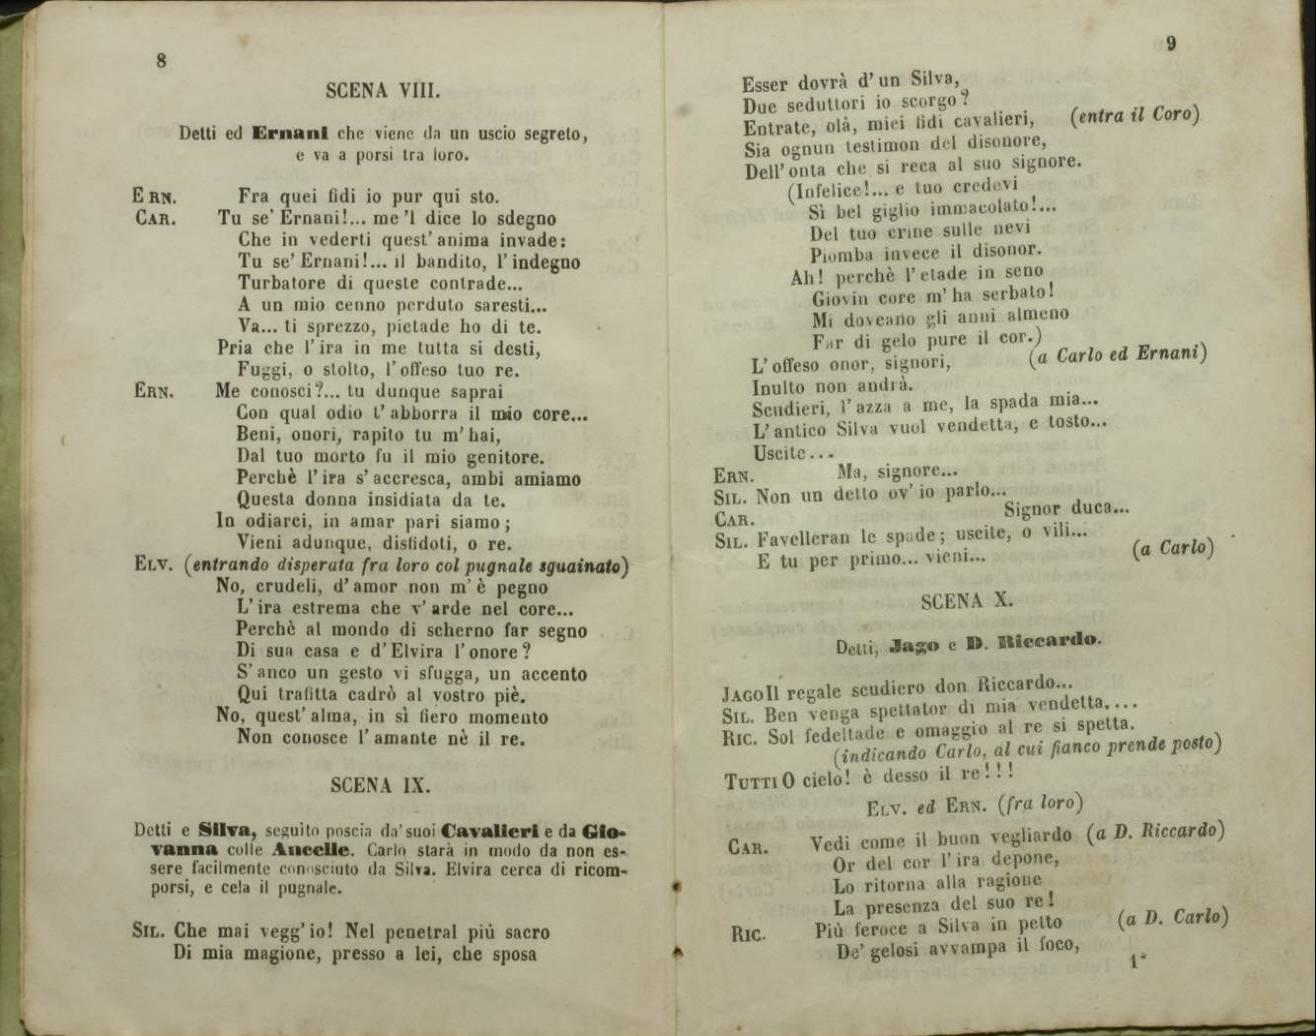 8
SCENA VIII.
Detti ed Ernani che viene da un uscio segreto,
e va a porsi tra loro.
ERN. Fra quei fidi io pur qui sto.
CAR. Tu se' Ernani!... me 'l dice lo sdegno
Che in vederti quest' anima invade:
Tu se' Ernani!... il bandito, l' indegno
Turbatore di queste contrade...
A un mio cenno perduto saresti...
Va... ti sprezzo, pietade ho di te.
Pria che l' ira in me tutta si desti,
Fuggi, o stolto, l' offeso tuo re.
ERN. Me conosci?... tu dunque saprai
Con qual odio t' abborra il mio core...
Beni, onori, rapito tu m' hai,
Dal tuo morto fu il mio genitore.
Perchè l' ira s' accresca, ambi amiamo
Questa donna insidiata da te.
In odiarci, in amar pari siamo;
Vieni adunque, disfidoti, o re.
ELV. (entrando disperata fra loro col pugnale sguainato)
No, crudeli, d' amor non m' è pegno
L' ira estrema che v' arde nel core...
Perchè al mondo di scherno far segno
Di sua casa e d' Elvira l' onore?
S' anco un gesto vi sfugga, un accento
Qui trafitta cadrò al vostro piè.
No, quest' alma, in sì fiero momento
Non conosce l' amante nè il re.
SCENA IX.
Detti e Silva, seguito poscia da' suoi Cavalieri e da Gio-
vanna colle Ancelle. Carlo starà in modo da non es-
sere facilmente conosciuto da Silva. Elvira cerca di ricom-
porsi, e cela il pugnale.
SIL. Che mai vegg' io! Nel penetral più sacro
Di mia magione, presso a lei, che sposa
9
Esser dovrà d' un Silva,
Due seduttori io scorgo?
Entrate, olà, miei fidi cavalieri, (entra il Coro)
Sia ognun testimon del disonore,
Dell' onta che si reca al suo signore.
(Infelice!... e tuo credevi
Sì bel giglio immacolato!...
Del tuo crine sulle nevi
Piomba invece il disonor.
Ah! perchè l' etade in seno
Giovin core m' ha serbato!
Mi doveano gli anni almeno
Far di gelo pure il cor.)
L' offeso onor, signori, (a Carlo ed Ernani)
Inulto non andrà.
Scudieri, l' azza a me, la spada mia...
L' antico Silva vuol vendetta, e tosto...
Uscite...
ERN. Ma, signore...
SIL. Non un detto ov' io parlo...
CAR. Signor duca...
SIL. Favelleran le spade; uscite, o vili...
E tu per primo... vieni... (a Carlo)
SCENA X.
Detti, Jago e D. Riccardo.
JAGO Il regale scudiero don Riccardo...
SIL. Ben venga spettator di mia vendetta....
RIC. Sol fedeltade e omaggio al re si spetta.
(indicando Carlo, al cui fianco prende posto)
TUTTI O cielo! è desso il re!!!
ELV. ed ERN. (fra loro)
CAR. Vedi come il buon vegliardo (a D. Riccardo)
Or del cor l' ira depone,
Lo ritorna alla ragione
La presenza del suo re!
RIC. Più feroce a Silva in petto (a D. Carlo)
De' gelosi avvampa il foco,
1*